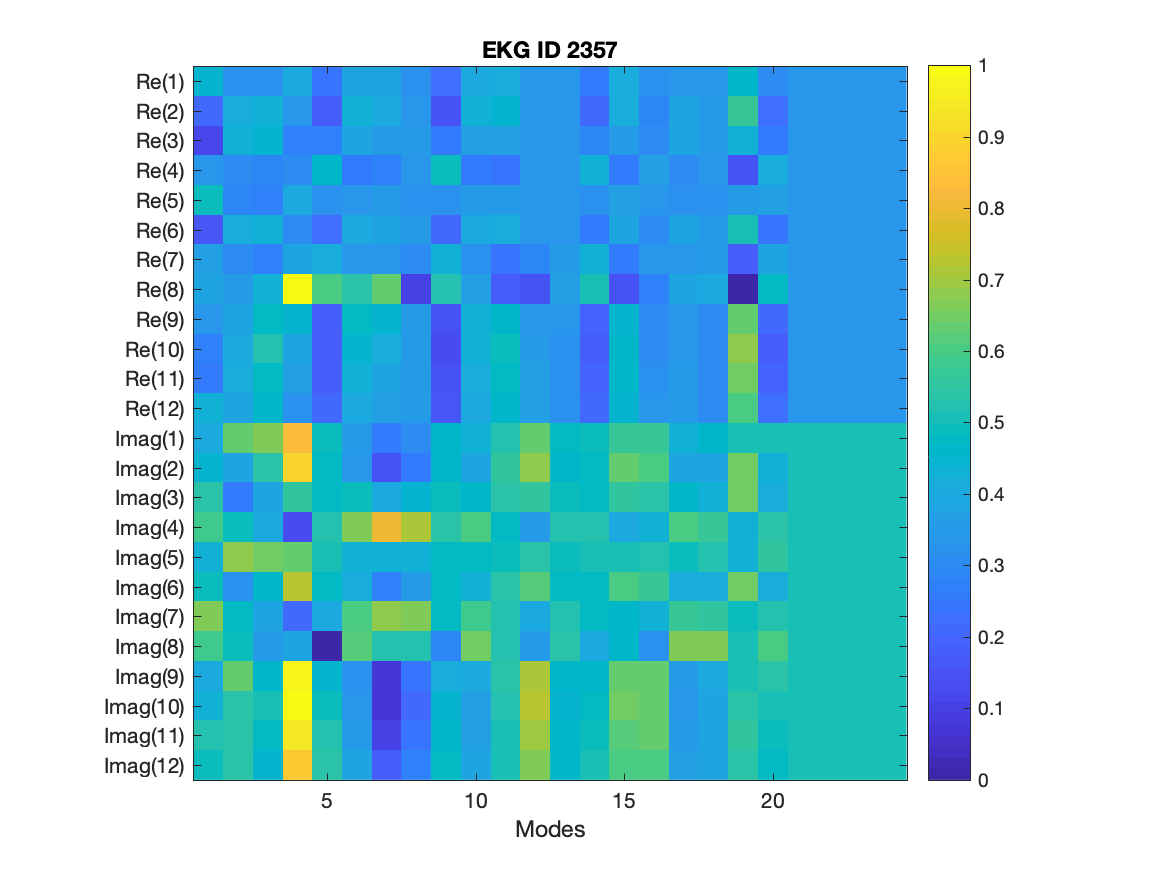 EKG ID 2357
Re(1)
Re(2)
Re(3)
Re(4)
Re(5)
Re(6)
Re(7)
Re(8)
Re(9)
Re(10)
Re(11)
Re(12)
Imag(1)
Imag(2)
Imag(3)
Imag(4)
Imag(5)
Imag(6)
Imag(7)
Imag(8)
Imag(9)
Imag(10)
Imag(11)
Imag(12)
5 10 15 20
Modes
1
0.9
0.8
0.7
0.6
0.5
0.4
0.3
0.2
0.1
0